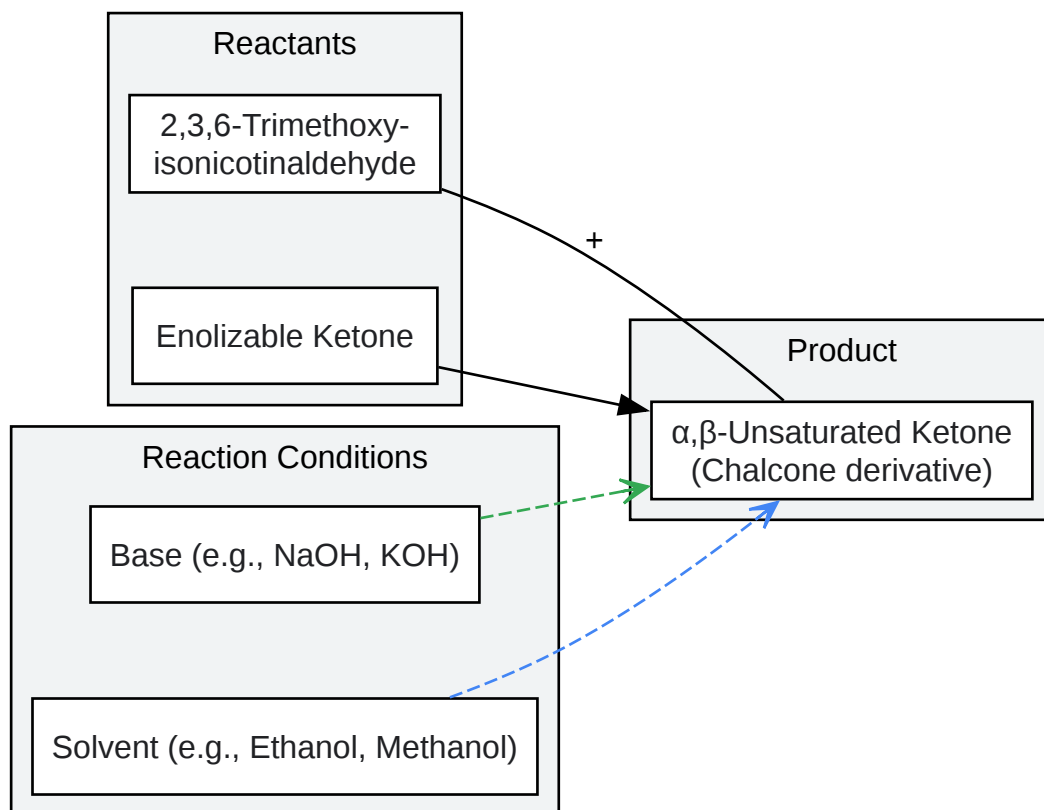 Reactants
2,3,6-Trimethoxy-
isonicotinaldehyde
+
Enolizable Ketone
Product
α,β-Unsaturated Ketone
(Chalcone derivative)
Reaction Conditions
Base (e.g., NaOH, KOH)
Solvent (e.g., Ethanol, Methanol)